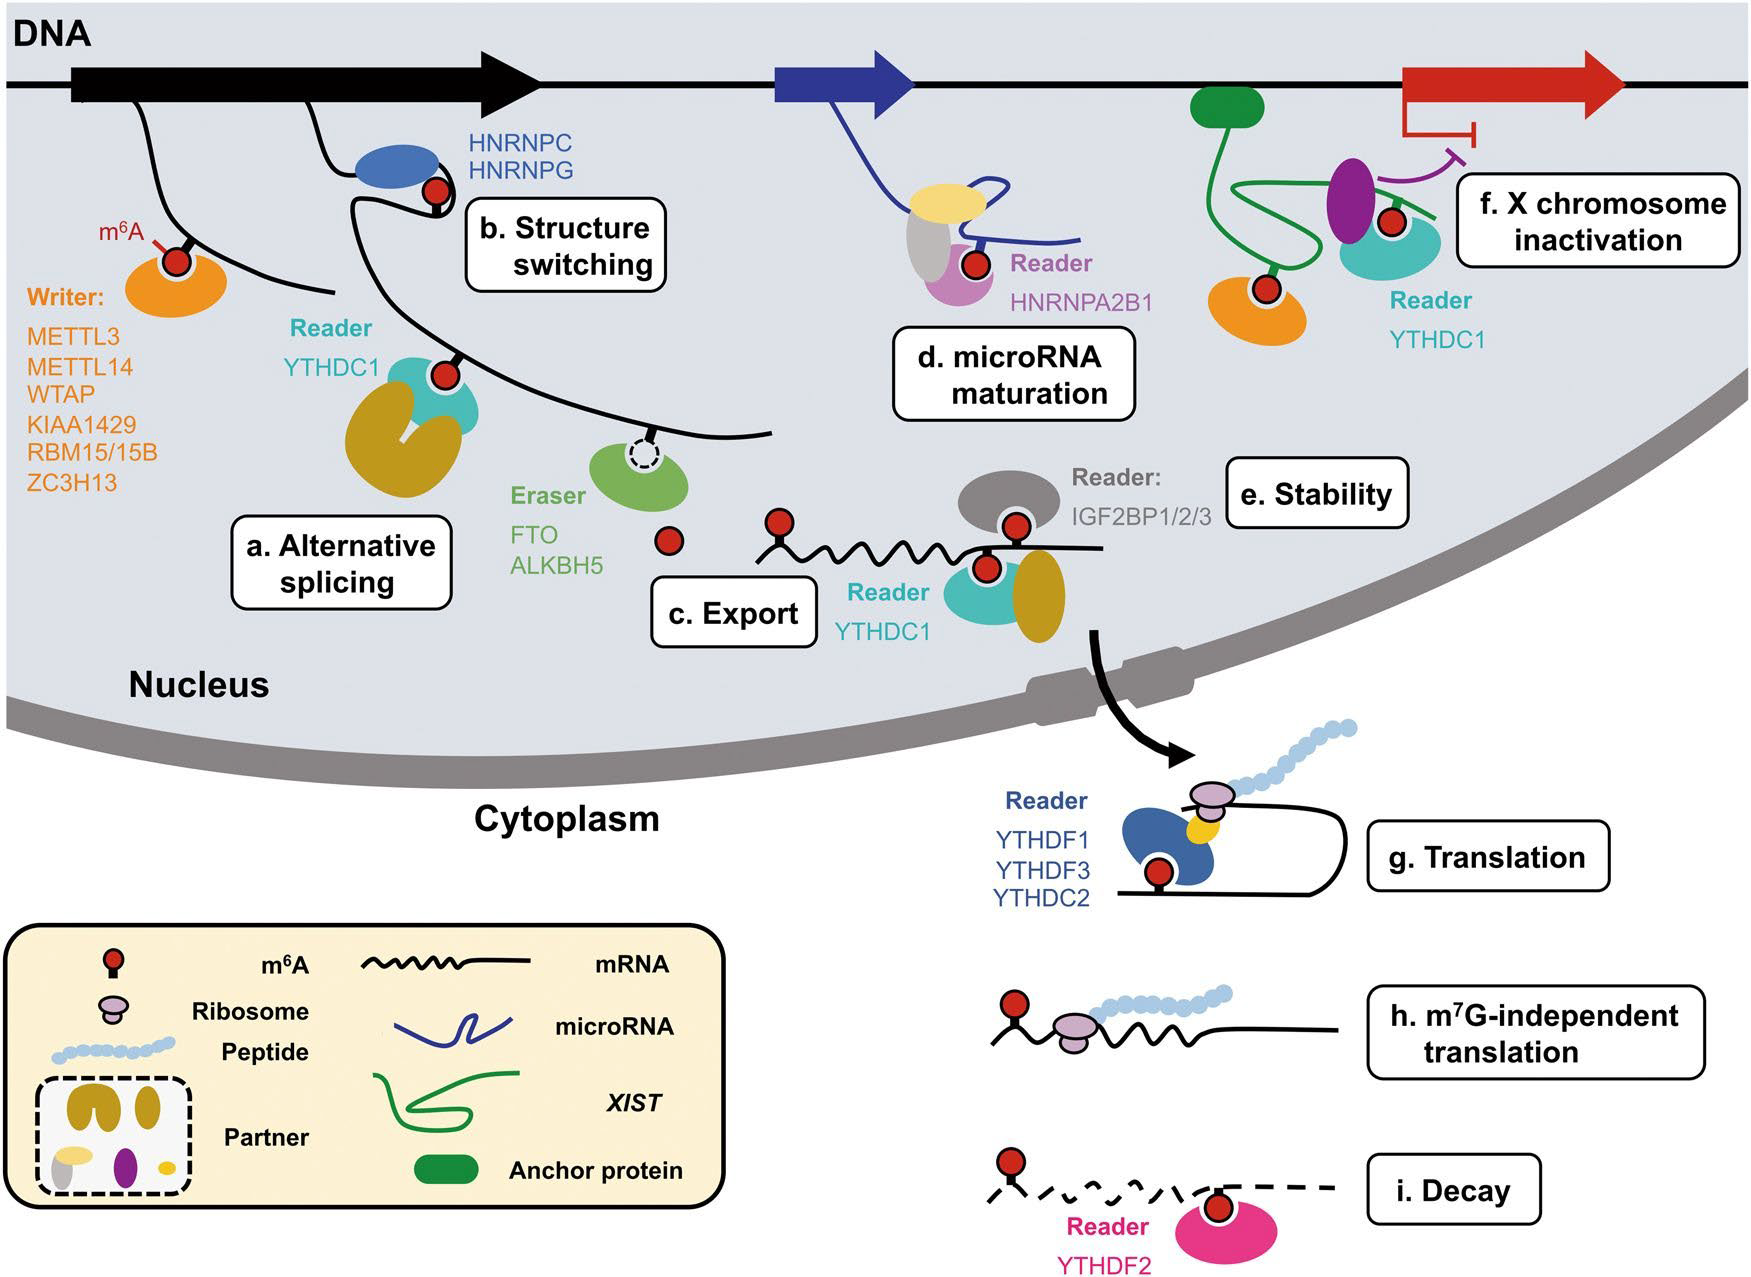 DNA
HNRNPC
HNRNPG
m⁶A
b. Structure
switching
f. X chromosome
inactivation
Writer:
METTL3
METTL14
WTAP
KIAA1429
RBM15/15B
ZC3H13
Reader
YTHDC1
Reader
HNRNPA2B1
Reader
YTHDC1
d. microRNA
maturation
a. Alternative
splicing
Eraser
FTO
ALKBH5
Reader:
IGF2BP1/2/3
e. Stability
c. Export
Reader
YTHDC1
Nucleus
Cytoplasm
Reader
YTHDF1
YTHDF3
YTHDC2
g. Translation
h. m⁷G-independent
translation
Reader
YTHDF2
i. Decay
m⁶A
Ribosome
Peptide
Partner
mRNA
microRNA
XIST
Anchor protein